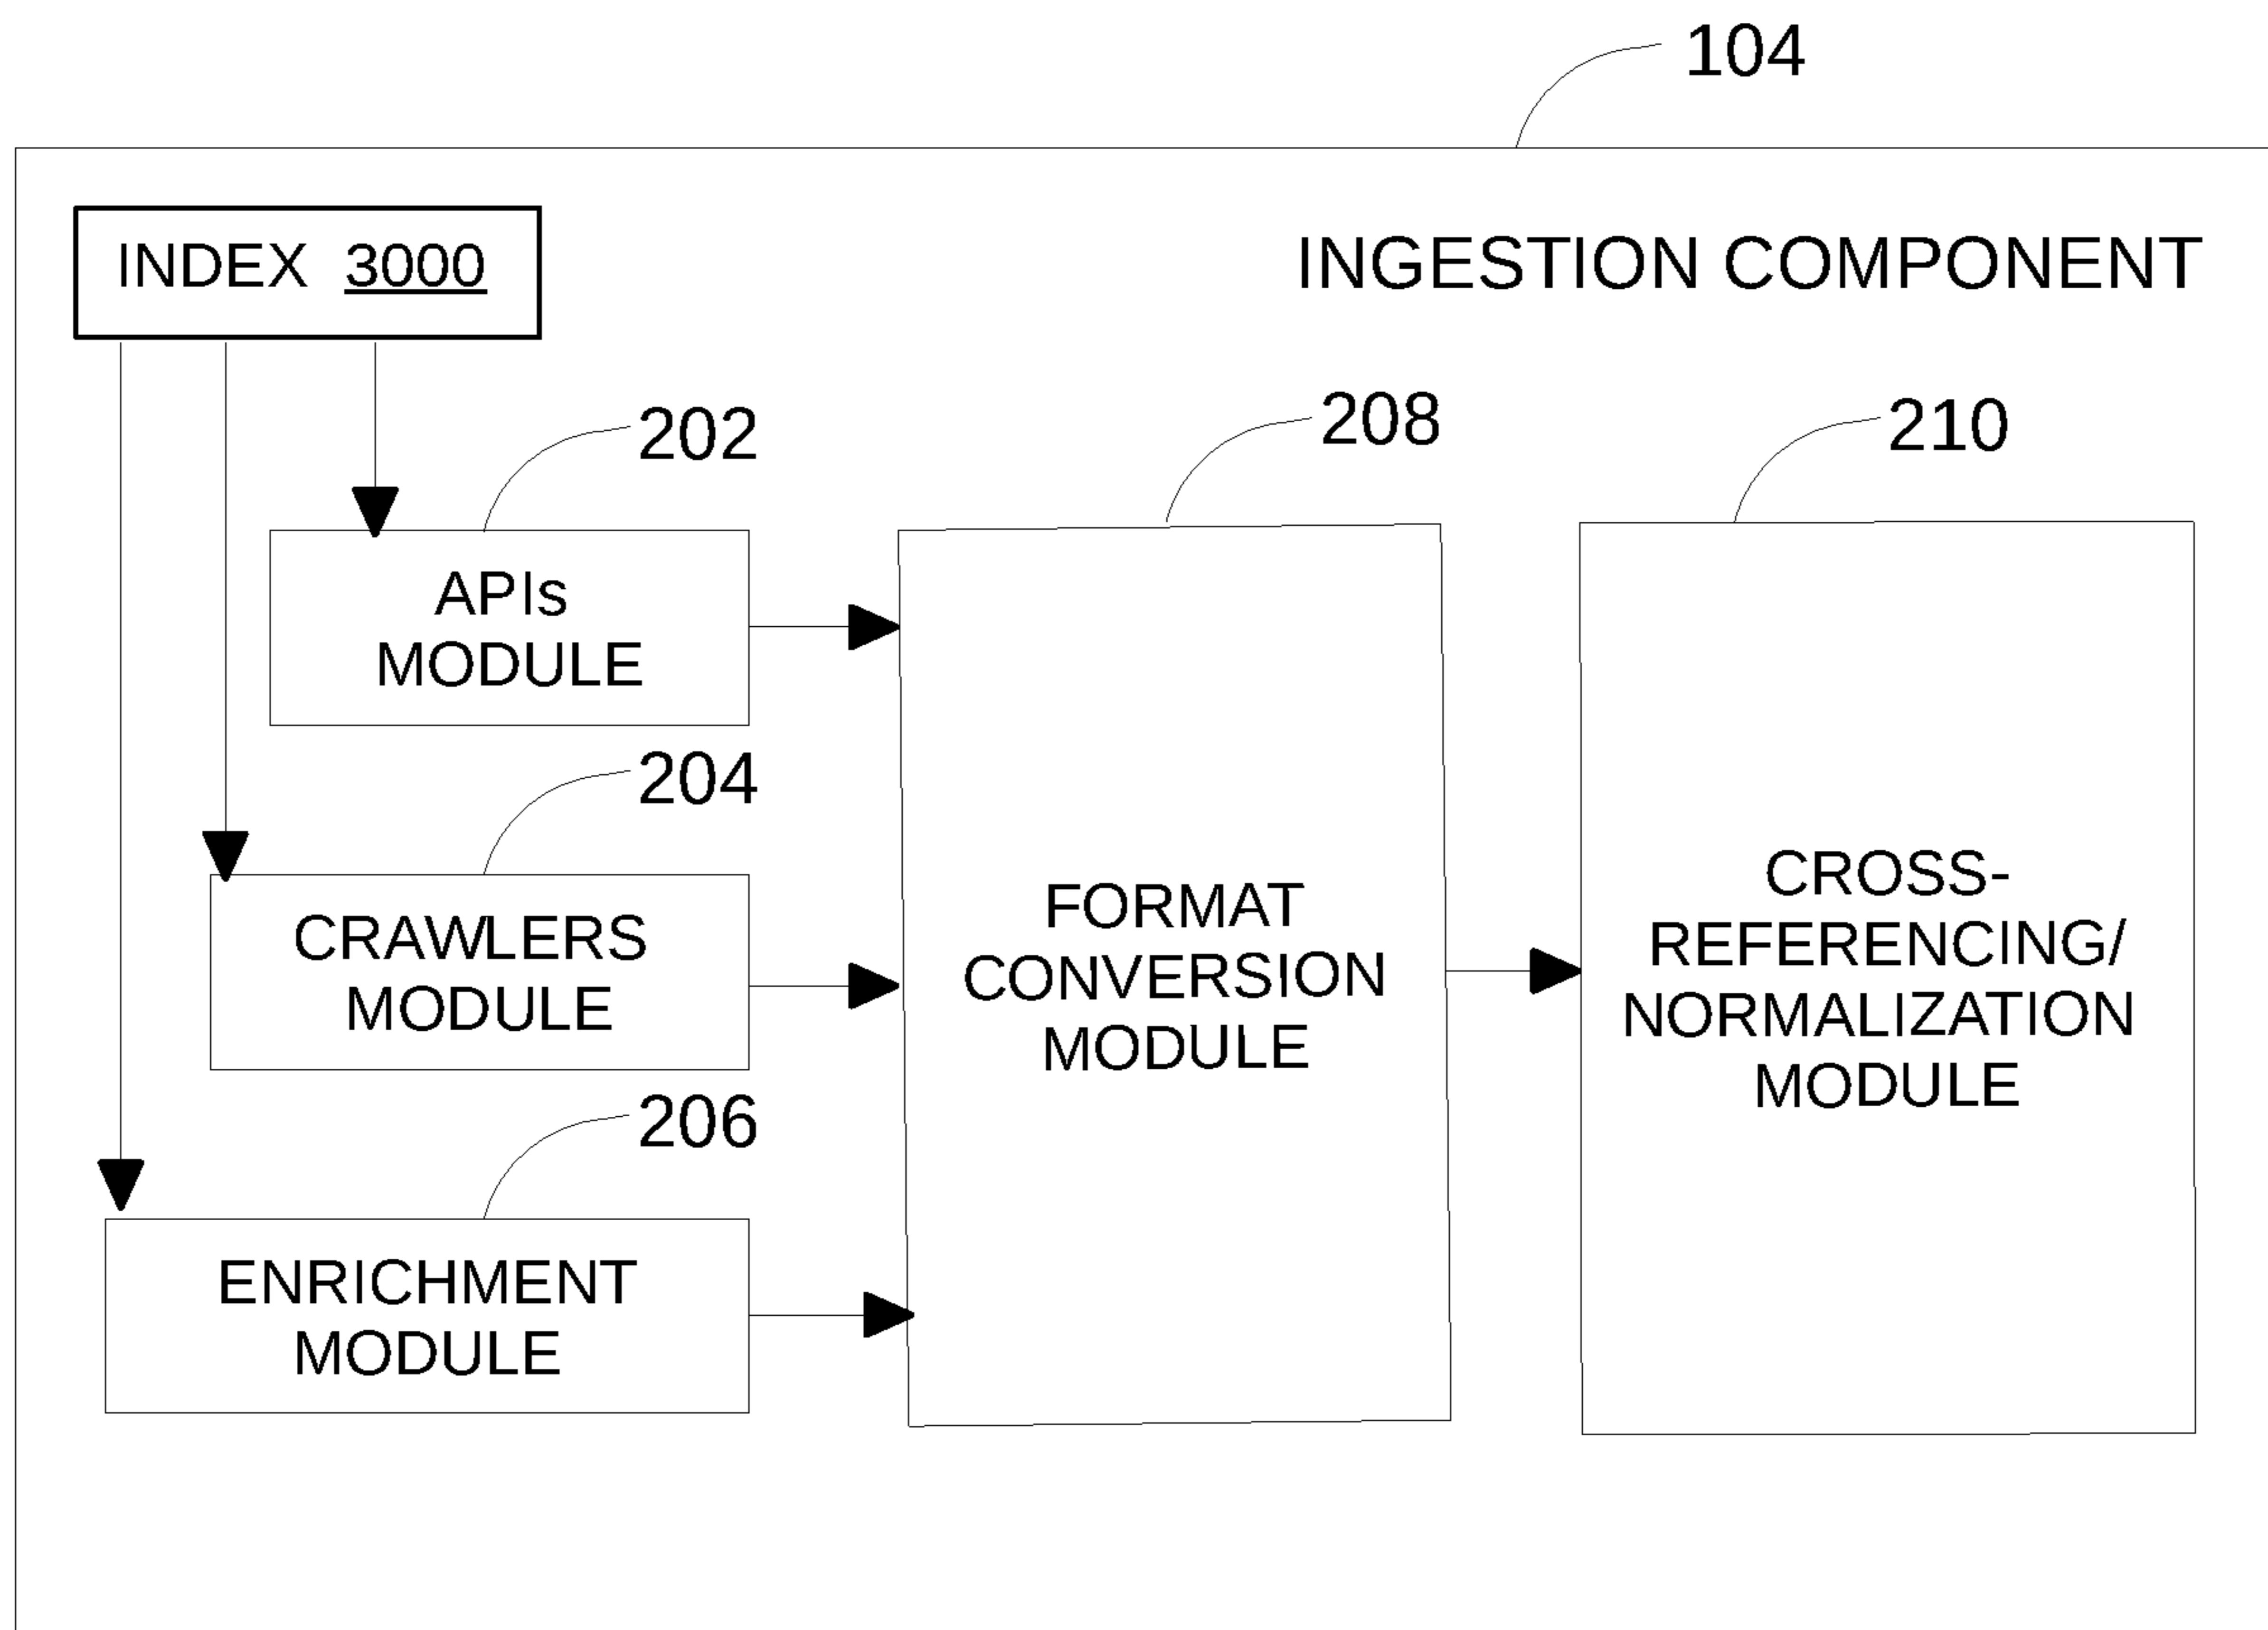 104
INDEX 3000
INGESTION COMPONENT
202
208
210
APIs
MODULE
204
CRAWLERS
MODULE
206
ENRICHMENT
MODULE
FORMAT
CONVERSION
MODULE
CROSS-
REFERENCING/
NORMALIZATION
MODULE